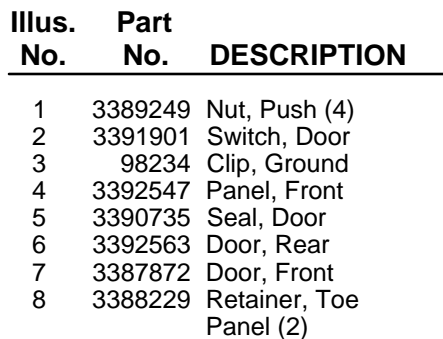 Illus. Part
No. No. DESCRIPTION
1 3389249 Nut, Push (4)
2 3391901 Switch, Door
3 98234 Clip, Ground
4 3392547 Panel, Front
5 3390735 Seal, Door
6 3392563 Door, Rear
7 3387872 Door, Front
8 3388229 Retainer, Toe
Panel (2)